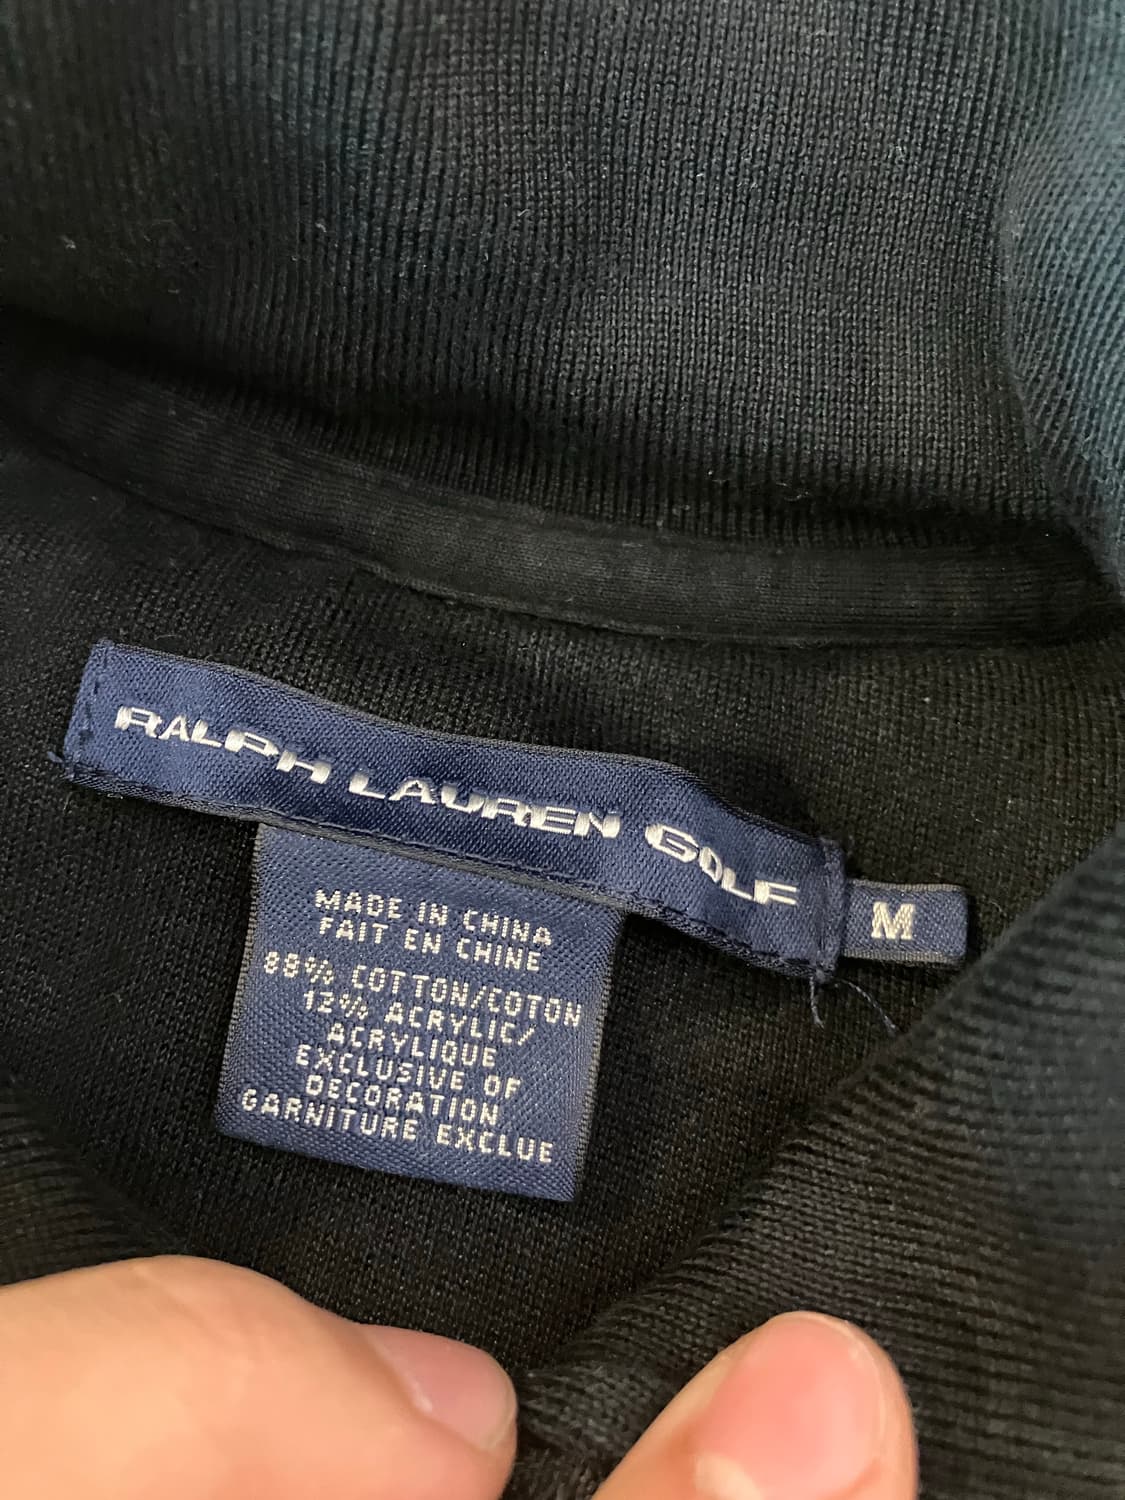 RALPH LAUREN GOLF
M
MADE IN CHINA
FAIT EN CHINE
88% COTTON/COTON
12% ACRYLIC/
ACRYLIQUE
EXCLUSIVE OF
DECORATION
GARNITURE EXCLUE